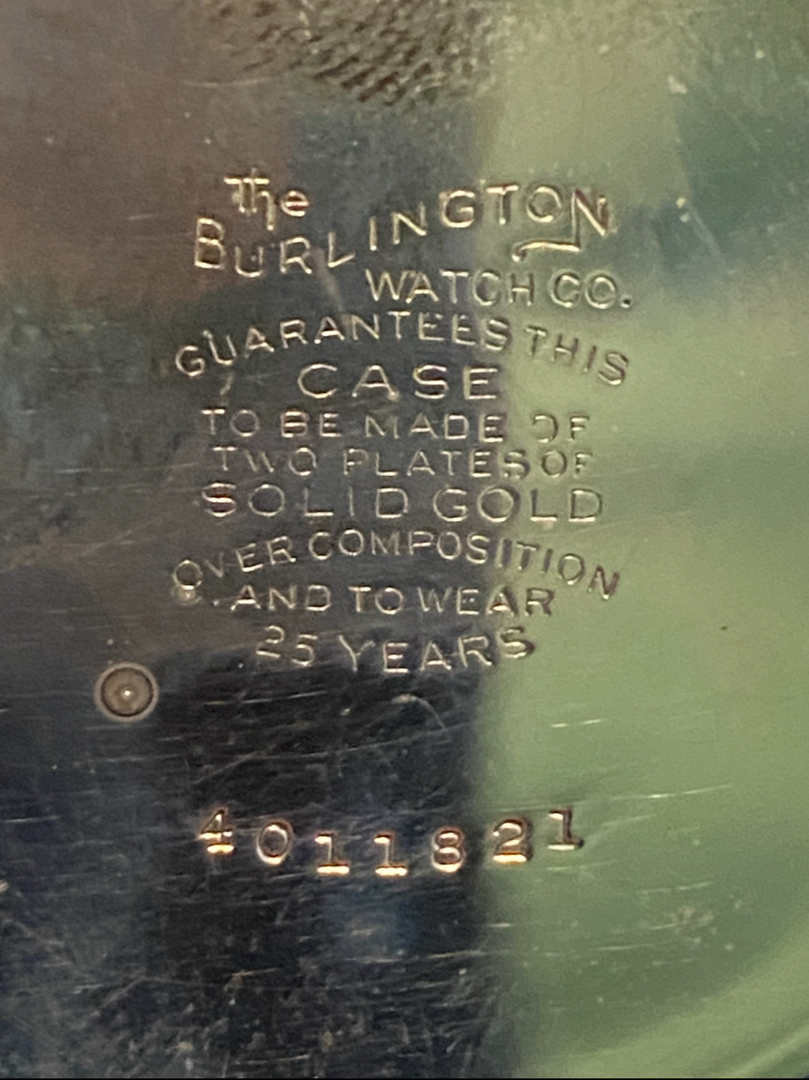 The
BURLINGTON
WATCH CO.
GUARANTEES THIS
CASE
TO BE MADE OF
TWO PLATES OF
SOLID GOLD
OVER COMPOSITION
AND TO WEAR
25 YEARS
4011821